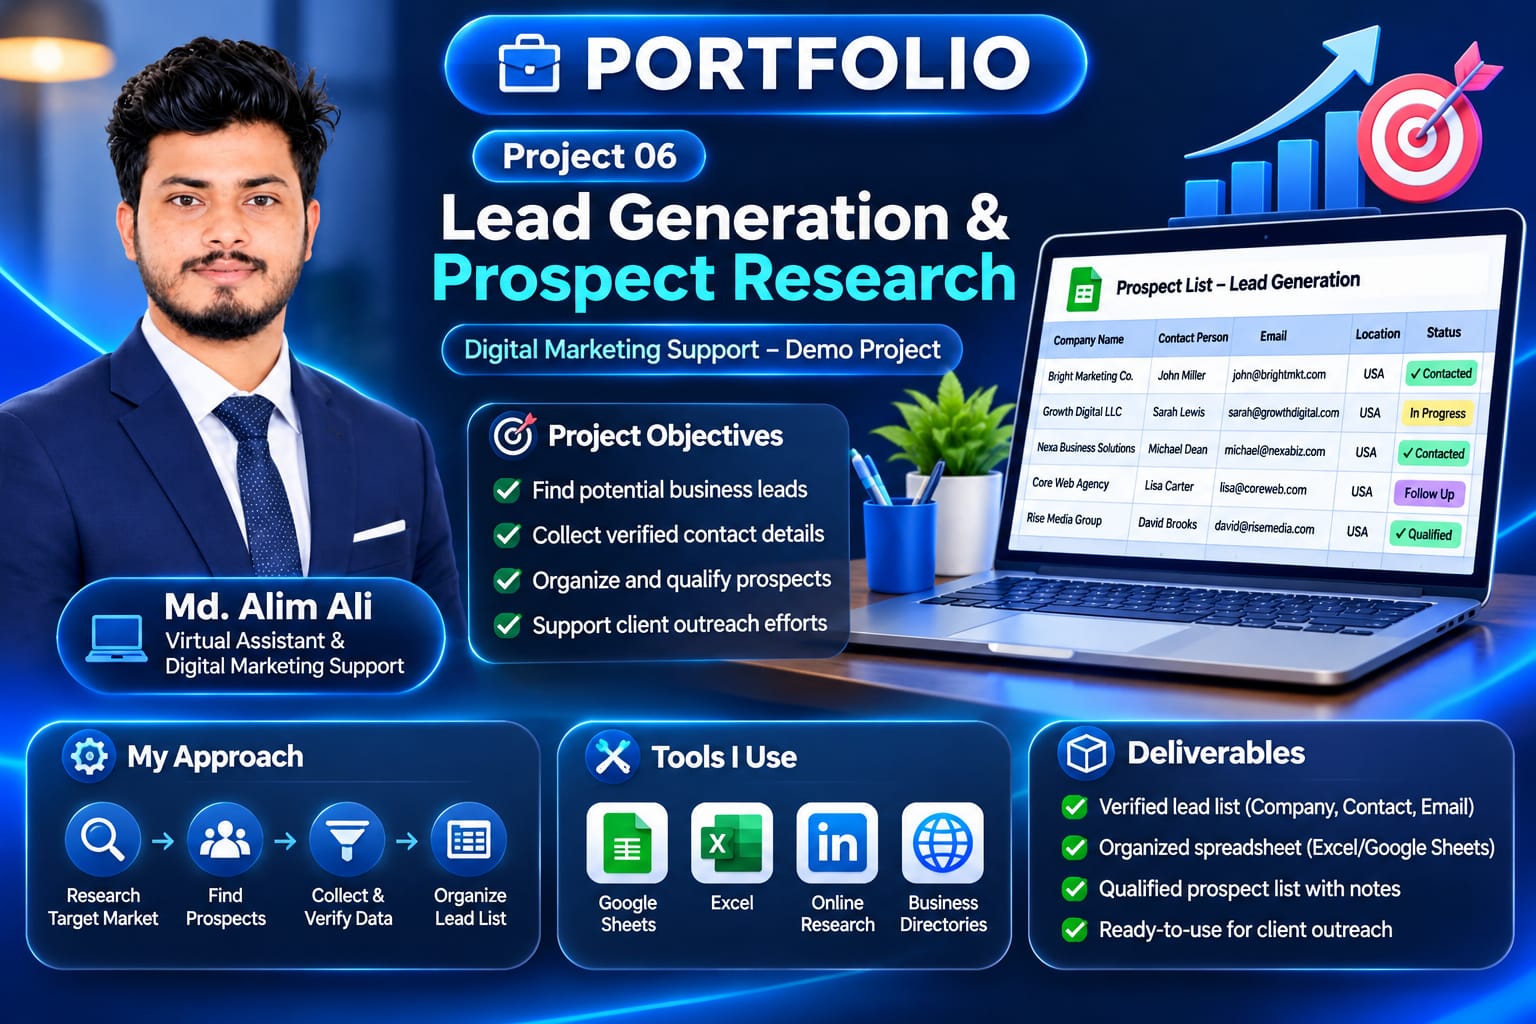 PORTFOLIO
Project 06
Lead Generation &
Prospect Research
Digital Marketing Support – Demo Project
Project Objectives
Find potential business leads
Collect verified contact details
Organize and qualify prospects
Support client outreach efforts
Prospect List – Lead Generation
Company Name Contact Person Email Location Status
Bright Marketing Co. John Miller john@brightmkt.com USA ✓ Contacted
Growth Digital LLC Sarah Lewis sarah@growthdigital.com USA In Progress
Nexa Business Solutions Michael Dean michael@nexabiz.com USA ✓ Contacted
Core Web Agency Lisa Carter lisa@coreweb.com USA Follow Up
Rise Media Group David Brooks david@risemedia.com USA ✓ Qualified
Md. Alim Ali
Virtual Assistant &
Digital Marketing Support
My Approach
Research
Target Market
Find
Prospects
Collect &
Verify Data
Organize
Lead List
Tools I Use
X
in
Google
Sheets
Excel
Online
Research
Business
Directories
Deliverables
Verified lead list (Company, Contact, Email)
Organized spreadsheet (Excel/Google Sheets)
Qualified prospect list with notes
Ready-to-use for client outreach